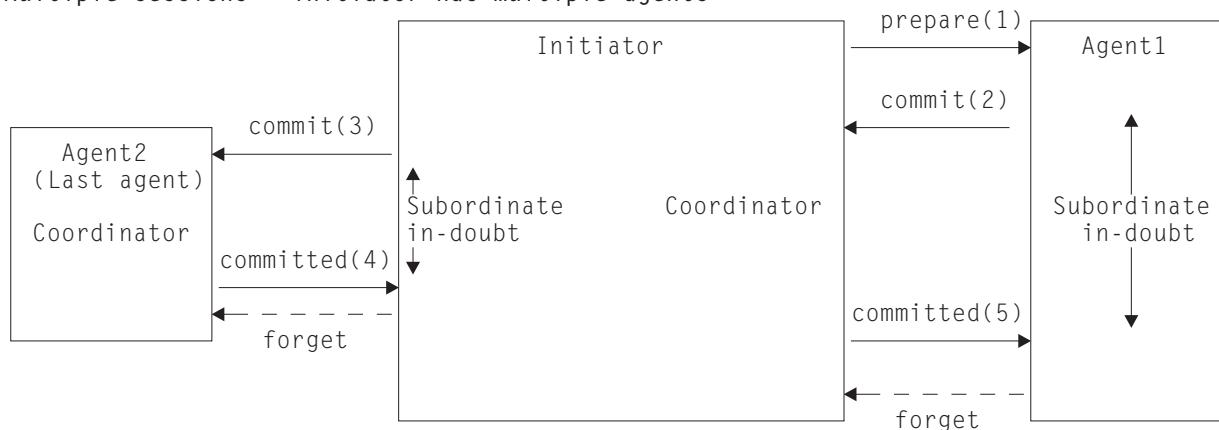 Multiple sessions - Initiator has multiple agents
prepare(1)
Initiator
Agent1
commit(2)
commit(3)
Agent2
(Last agent)
Subordinate
in-doubt
Coordinator
Subordinate
in-doubt
Coordinator
committed(4)
committed(5)
forget
forget